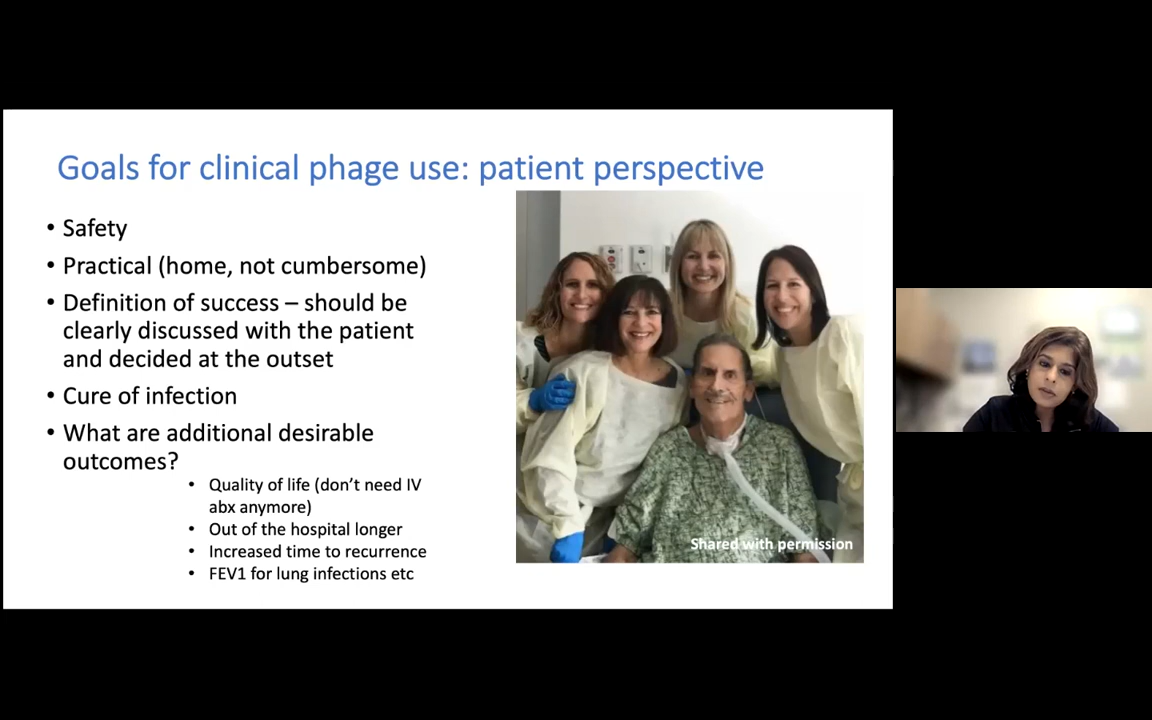 Goals for clinical phage use: patient perspective
• Safety
• Practical (home, not cumbersome)
• Definition of success – should be
clearly discussed with the patient
and decided at the outset
• Cure of infection
• What are additional desirable
outcomes?
• Quality of life (don't need IV
abx anymore)
• Out of the hospital longer
• Increased time to recurrence
• FEV1 for lung infections etc
Shared with permission